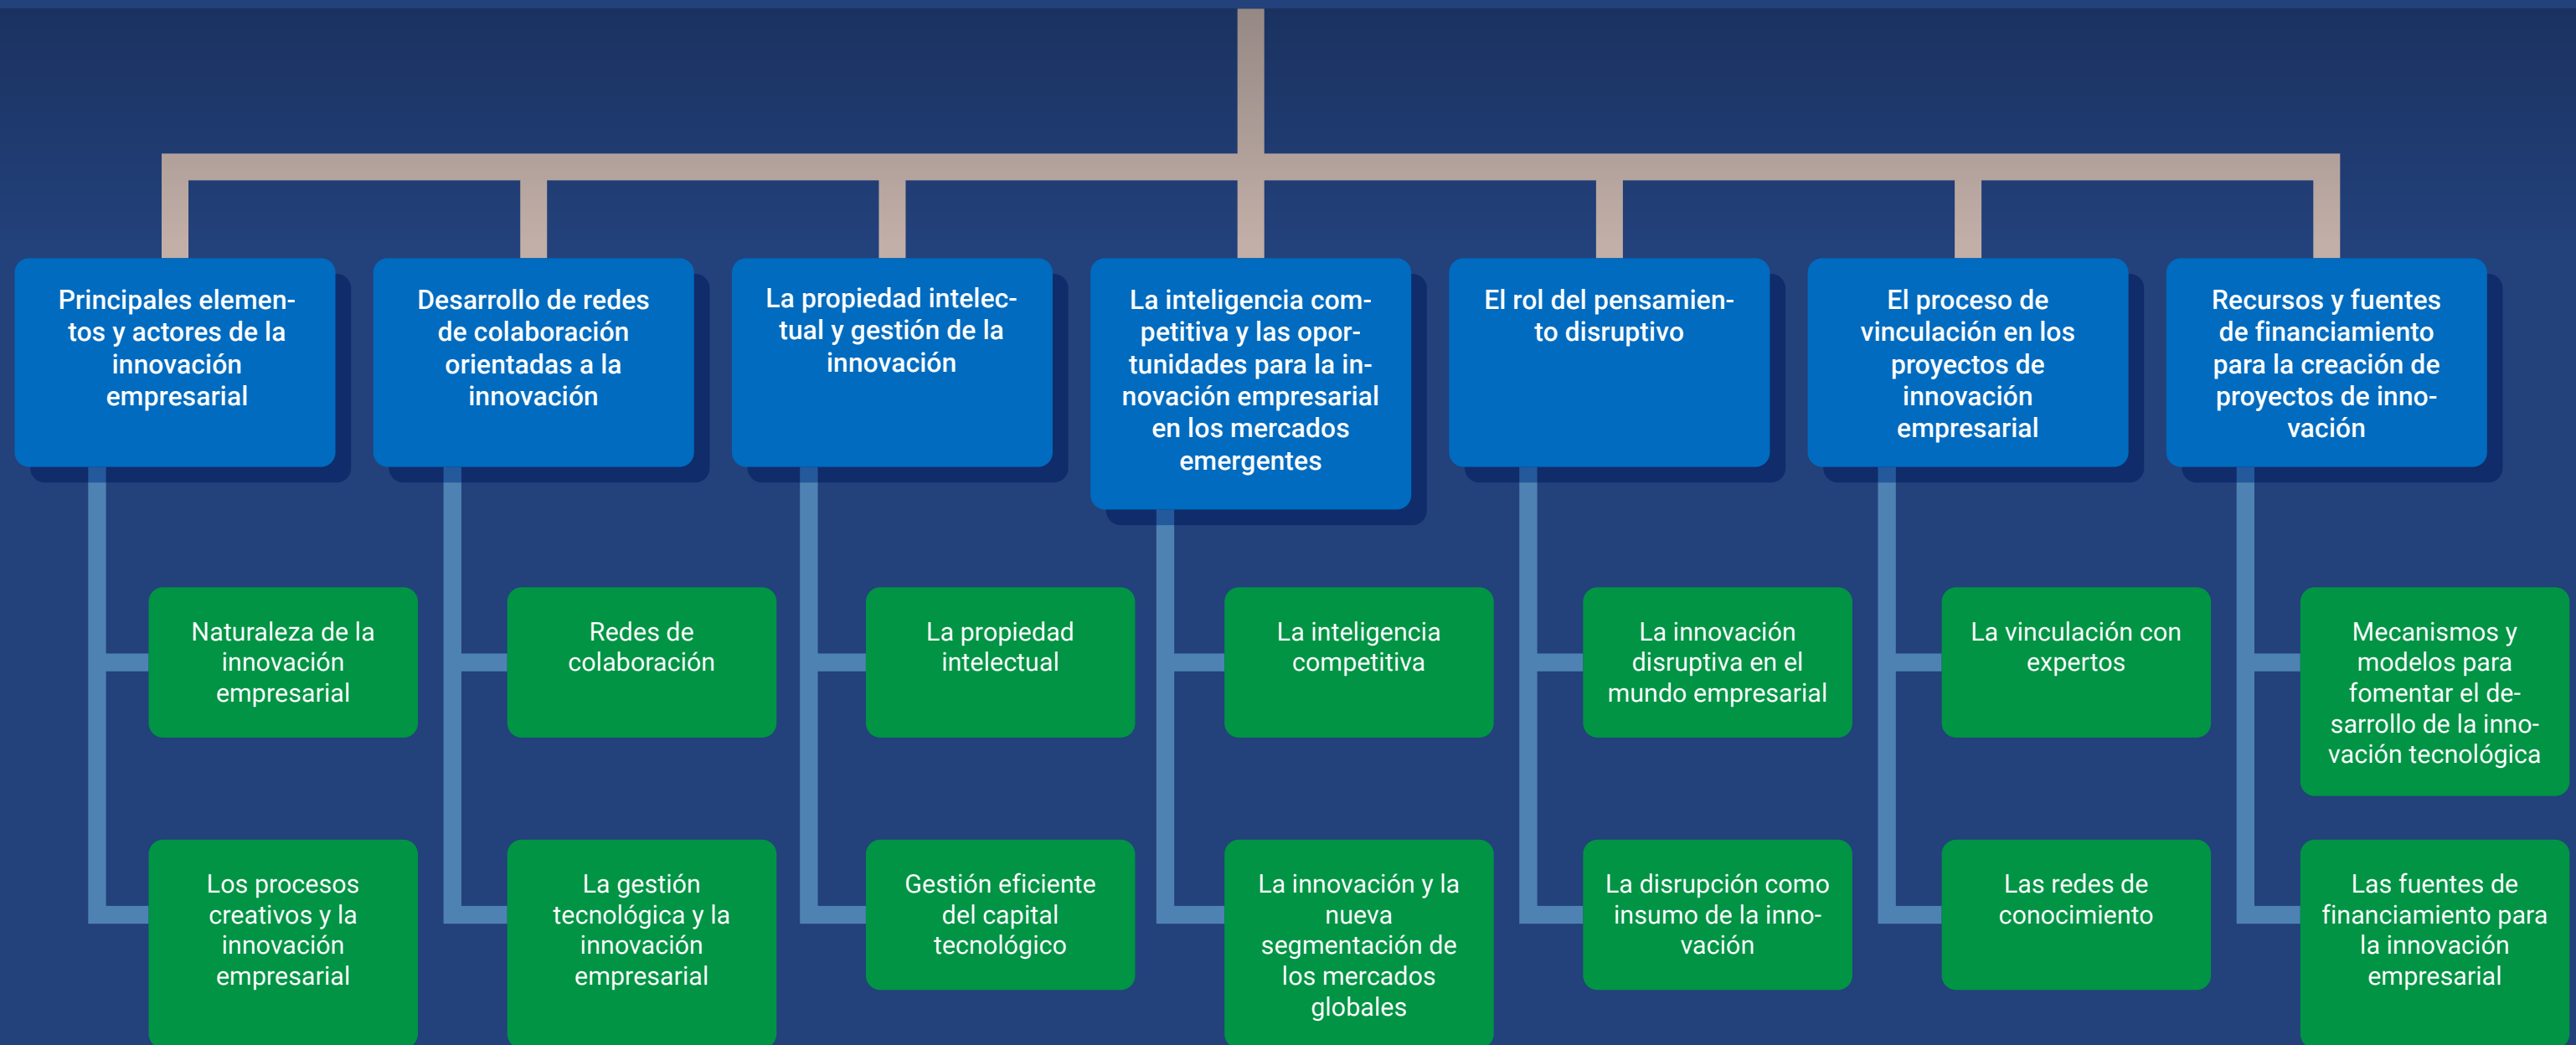 Principales elemen-
tos y actores de la
innovación
empresarial
Desarrollo de redes
de colaboración
orientadas a la
innovación
La propiedad intelec-
tual y gestión de la
innovación
La inteligencia com-
petitiva y las opor-
tunidades para la in-
novación empresarial
en los mercados
emergentes
El rol del pensamien-
to disruptivo
El proceso de
vinculación en los
proyectos de
innovación
empresarial
Recursos y fuentes
de financiamiento
para la creación de
proyectos de inno-
vación
Naturaleza de la
innovación
empresarial
Redes de
colaboración
La propiedad
intelectual
La inteligencia
competitiva
La innovación
disruptiva en el
mundo empresarial
La vinculación con
expertos
Mecanismos y
modelos para
fomentar el de-
sarrollo de la inno-
vación tecnológica
Los procesos
creativos y la
innovación
empresarial
La gestión
tecnológica y la
innovación
empresarial
Gestión eficiente
del capital
tecnológico
La innovación y la
nueva
segmentación de
los mercados
globales
La disrupción como
insumo de la inno-
vación
Las redes de
conocimiento
Las fuentes de
financiamiento para
la innovación
empresarial